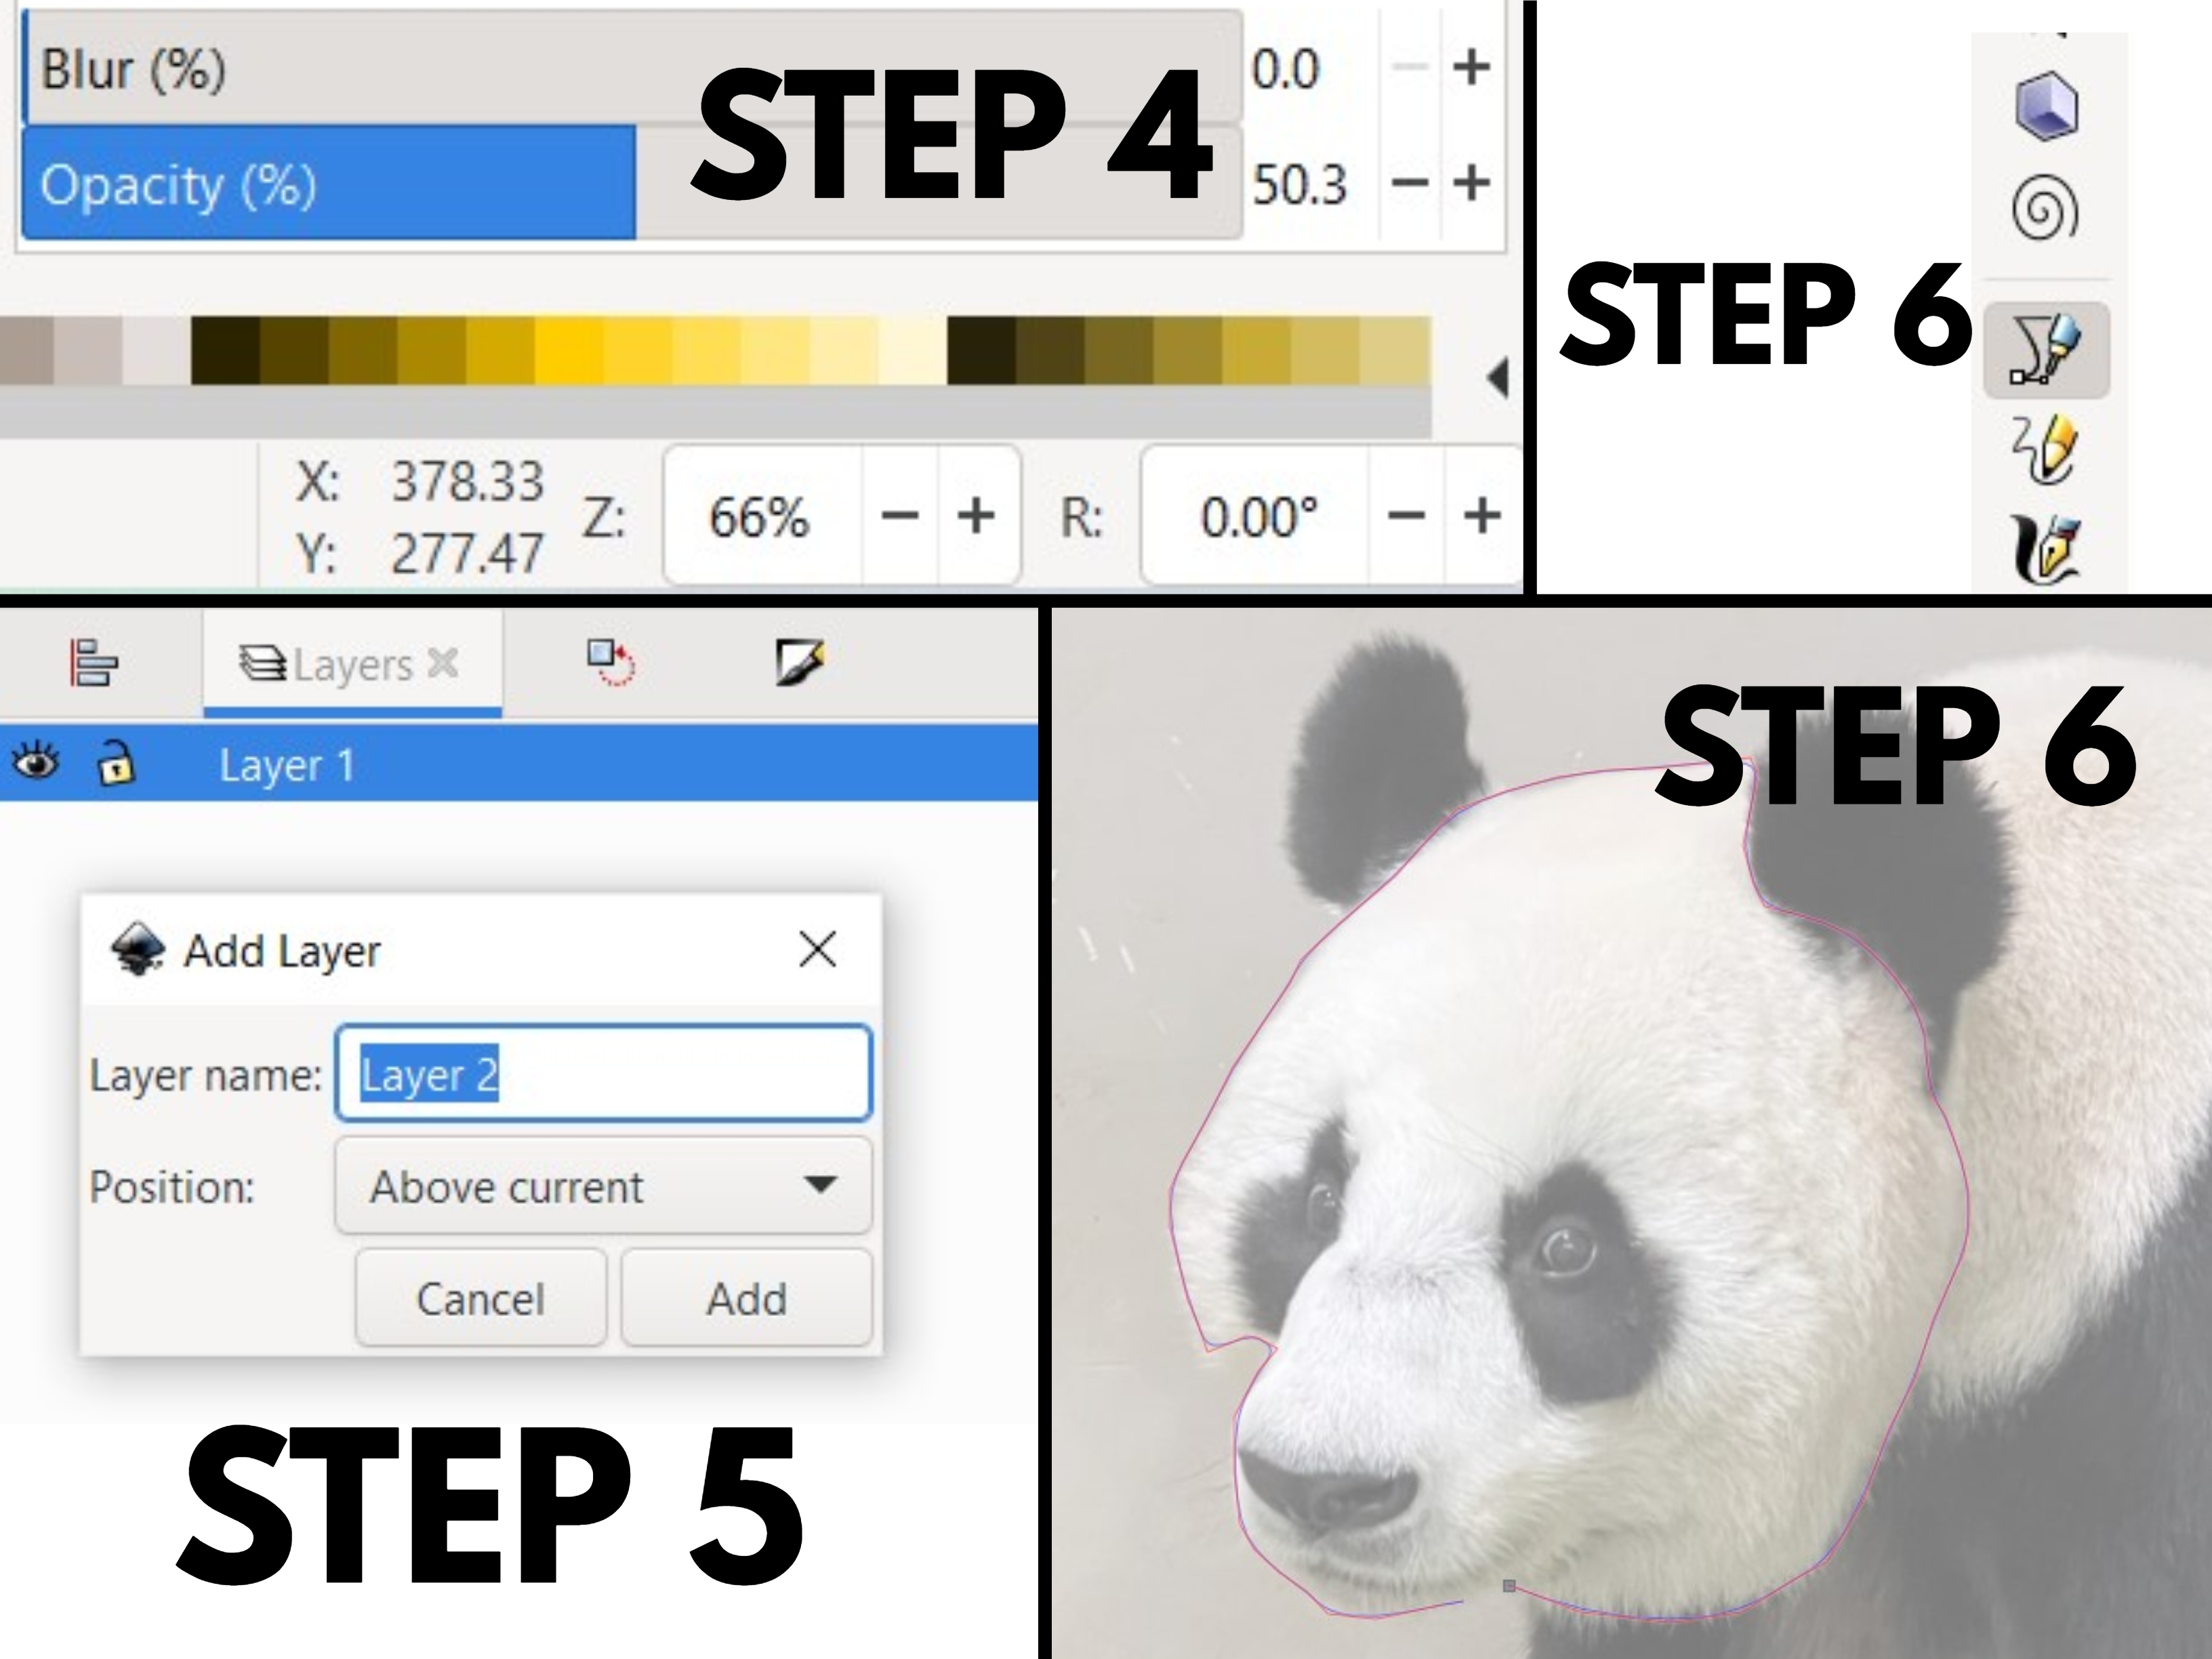 Blur (%)
0.0
STEP 4
Opacity (%)
50.3
X: 378.33
Y: 277.47
Z: 66%
R: 0.00°
STEP 6
Layers
Layer 1
Add Layer
Layer name: Layer 2
Position: Above current
Cancel
Add
STEP 5
STEP 6